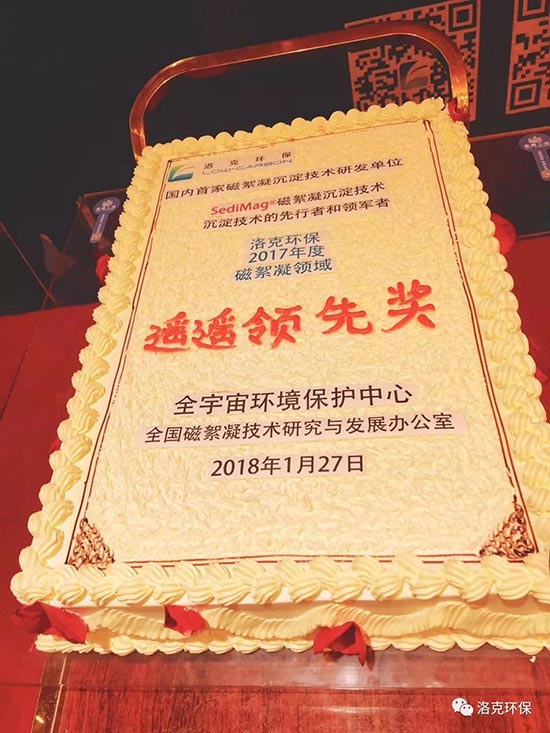 洛克环保
LOW-CARBON
国内首家磁絮凝沉淀技术研发单位
SediMag®磁絮凝沉淀技术
沉淀技术的先行者和领军者
洛克环保
2017年度
磁絮凝领域
遥遥领先奖
全宇宙环境保护中心
全国磁絮凝技术研究与发展办公室
2018年1月27日
洛克环保